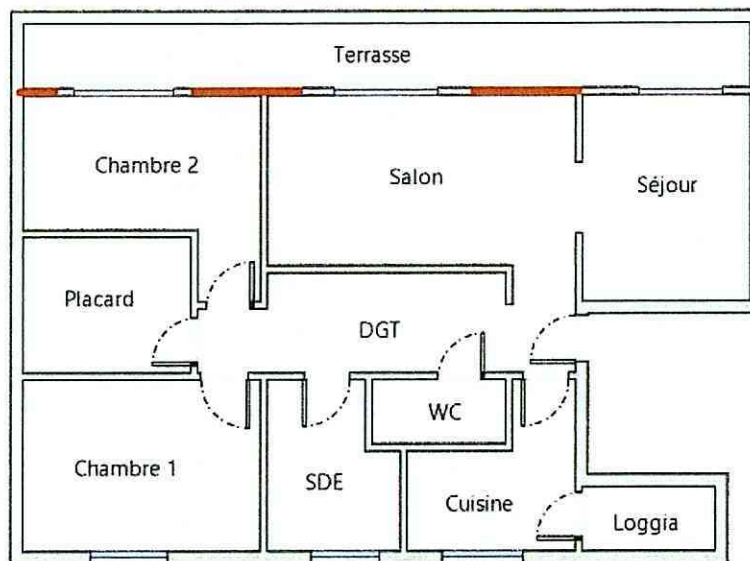 Terrasse
Chambre 2
Salon
Séjour
Placard
DGT
WC
Chambre 1
SDE
Cuisine
Loggia